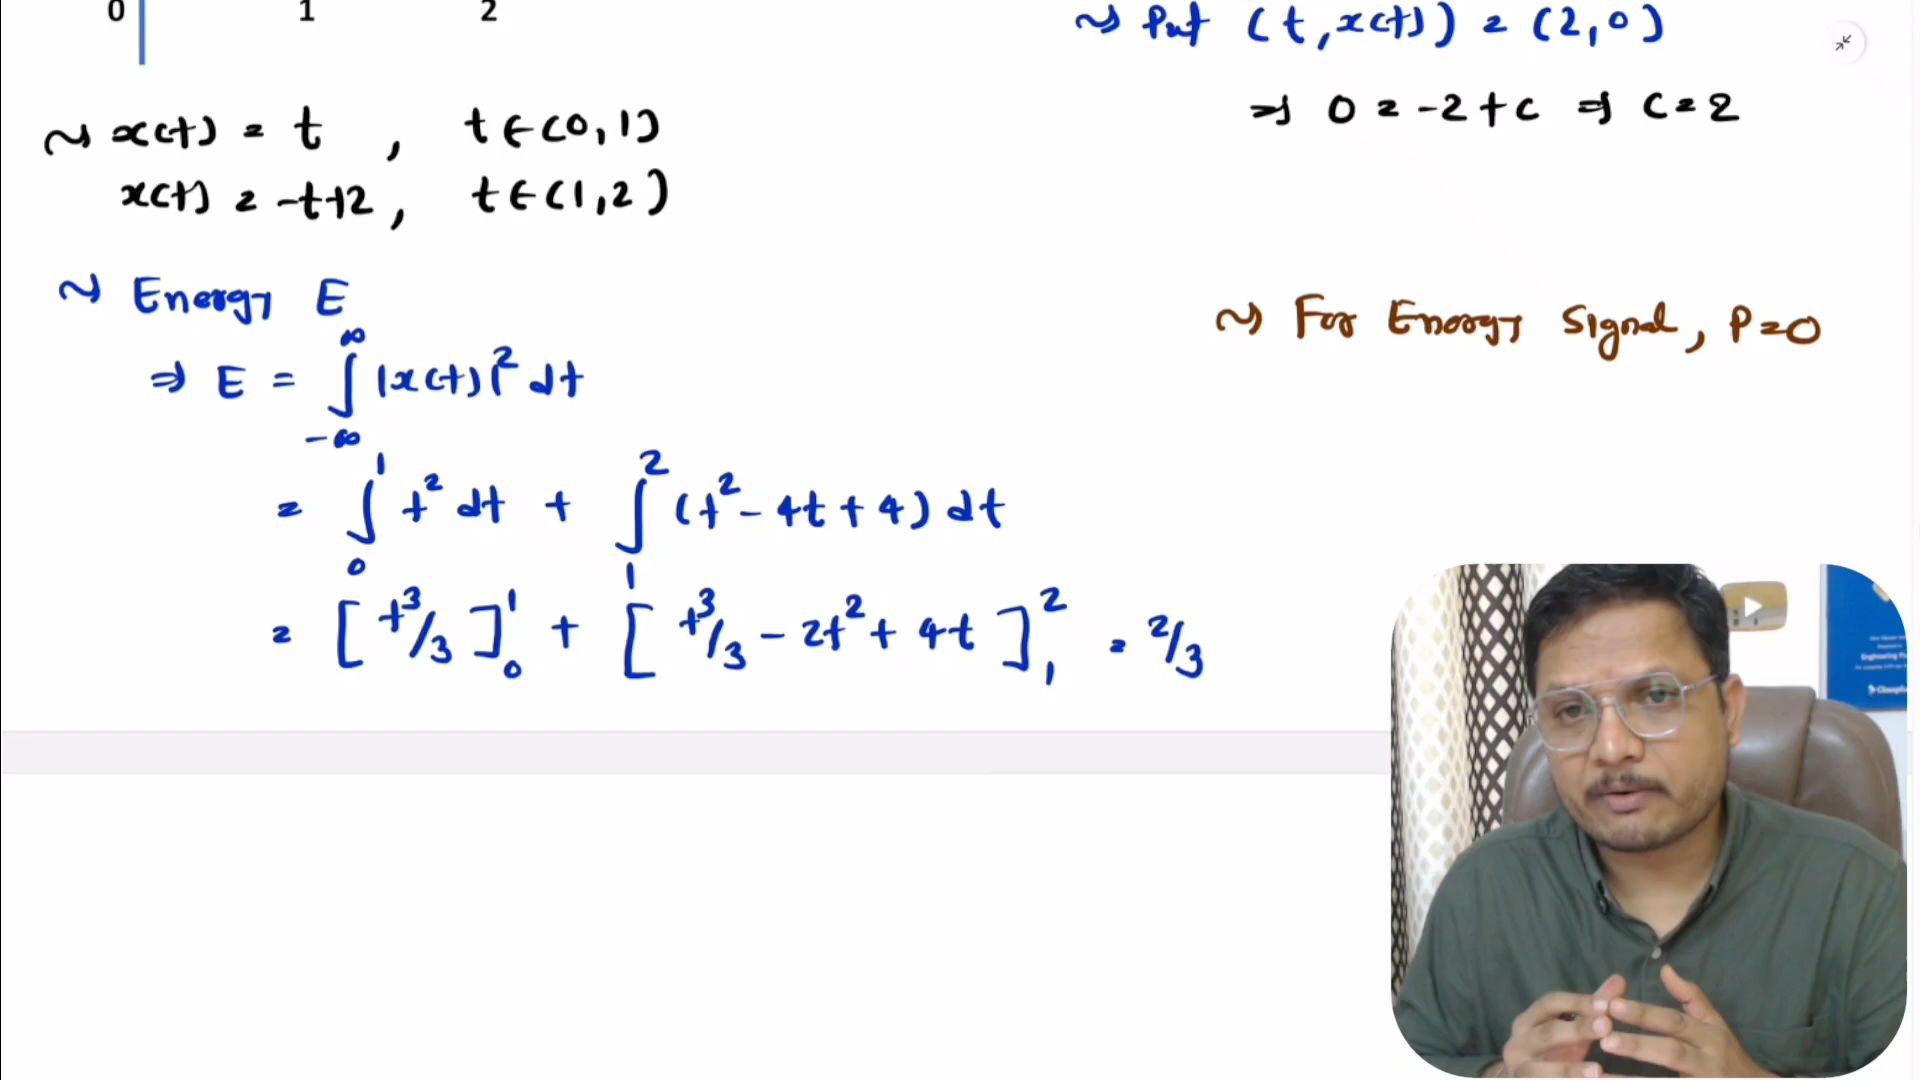 0 1 2
~> Put (t, x(t)) = (2,0)
⇒ 0 = -2+c ⇒ c=2
~> x(t) = t , t∈(0,1)
x(t) = -t+2, t∈(1,2)
~> Energy E
~> For Energy Signal, P=0
⇒ E = ∫_{-∞}^{∞} |x(t)|² dt
= ∫_0^1 t² dt + ∫_1^2 (t² - 4t + 4) dt
= [t³/3]_0^1 + [t³/3 - 2t² + 4t]_1^2 = 2/3